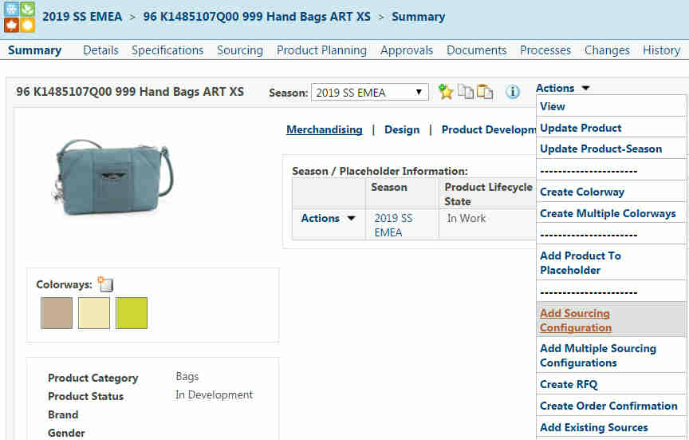 2019 SS EMEA > 96 K1485107Q00 999 Hand Bags ART XS > Summary
Summary Details Specifications Sourcing Product Planning Approvals Documents Processes Changes History
96 K1485107Q00 999 Hand Bags ART XS Season: 2019 SS EMEA Actions
Merchandising | Design | Product Developm
Season / Placeholder Information:
Season Product Lifecycle
State
Actions 2019 SS In Work
EMEA
Colorways:
Product Category Bags
Product Status In Development
Brand
Gender
View
Update Product
Update Product-Season
---------------------
Create Colorway
Create Multiple Colorways
---------------------
Add Product To
Placeholder
---------------------
Add Sourcing
Configuration
Add Multiple Sourcing
Configurations
Create RFQ
Create Order Confirmation
Add Existing Sources